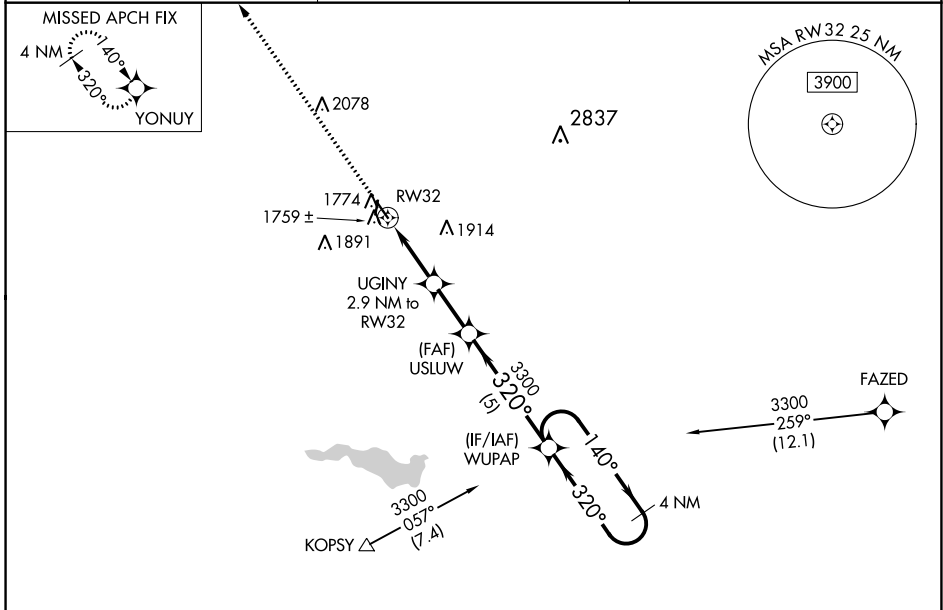 MISSED APCH FIX
4 NM
140°
320°
YONUY
MSA RW32 25 NM
3900
2078
2837
1774
RW32
1759 ±
1891
1914
UGINY
2.9 NM to
RW32
(FAF)
USLUW
3300
320°
(5)
FAZED
3300
259°
(12.1)
(IF/IAF)
WUPAP
140°
320°
4 NM
3300
057°
(7.4)
KOPSY